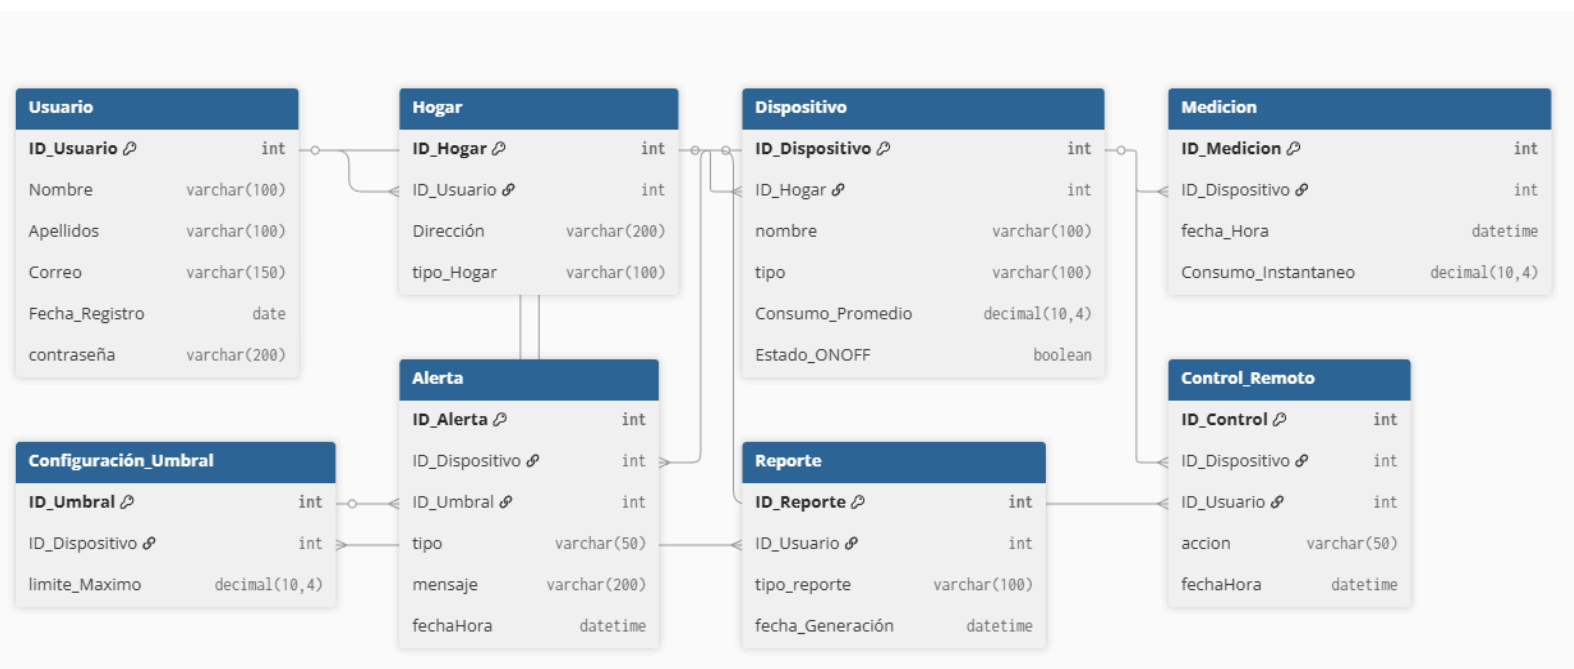 Usuario
ID_Usuario int
Nombre varchar(100)
Apellidos varchar(100)
Correo varchar(150)
Fecha_Registro date
contraseña varchar(200)
Hogar
ID_Hogar int
ID_Usuario int
Dirección varchar(200)
tipo_Hogar varchar(100)
Dispositivo
ID_Dispositivo int
ID_Hogar int
nombre varchar(100)
tipo varchar(100)
Consumo_Promedio decimal(10,4)
Estado_ONOFF boolean
Medicion
ID_Medicion int
ID_Dispositivo int
fecha_Hora datetime
Consumo_Instantaneo decimal(10,4)
Configuración_Umbral
ID_Umbral int
ID_Dispositivo int
limite_Maximo decimal(10,4)
Alerta
ID_Alerta int
ID_Dispositivo int
ID_Umbral int
tipo varchar(50)
mensaje varchar(200)
fechaHora datetime
Reporte
ID_Reporte int
ID_Usuario int
tipo_reporte varchar(100)
fecha_Generación datetime
Control_Remoto
ID_Control int
ID_Dispositivo int
ID_Usuario int
accion varchar(50)
fechaHora datetime